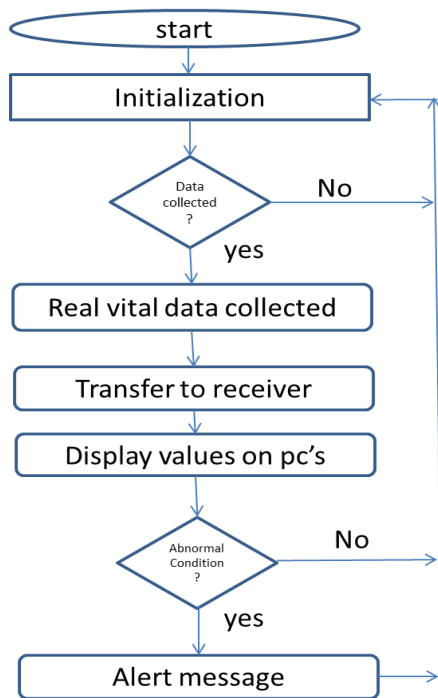 start
Initialization
Data
collected
?
No
yes
Real vital data collected
Transfer to receiver
Display values on pc's
Abnormal
Condition
?
No
yes
Alert message